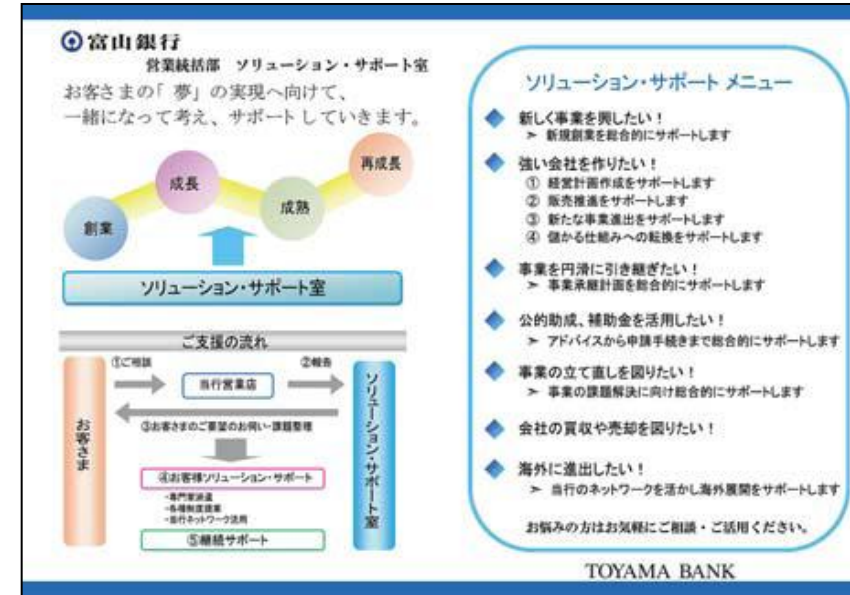 富山銀行
営業統括部 ソリューション・サポート室
お客さまの「夢」の実現へ向けて、
一緒になって考え、サポートしていきます。
創業
成長
成熟
再成長
ソリューション・サポート室
ご支援の流れ
お客さま
①ご相談
当行営業店
②報告
③お客さまのご要望のお伺い・課題整理
④お客様ソリューション・サポート
・専門家派遣
・各種制度提案
・当行ネットワーク活用
⑤継続サポート
ソリューション・サポート室
ソリューション・サポート メニュー
新しく事業を興したい！
➢ 新規創業を総合的にサポートします
強い会社を作りたい！
① 経営計画作成をサポートします
② 販売推進をサポートします
③ 新たな事業進出をサポートします
④ 儲かる仕組みへの転換をサポートします
事業を円滑に引き継ぎたい！
➢ 事業承継計画を総合的にサポートします
公的助成、補助金を活用したい！
➢ アドバイスから申請手続きまで総合的にサポートします
事業の立て直しを図りたい！
➢ 事業の課題解決に向け総合的にサポートします
会社の買収や売却を図りたい！
海外に進出したい！
➢ 当行のネットワークを活かし海外展開をサポートします
お悩みの方はお気軽にご相談・ご活用ください。
TOYAMA BANK